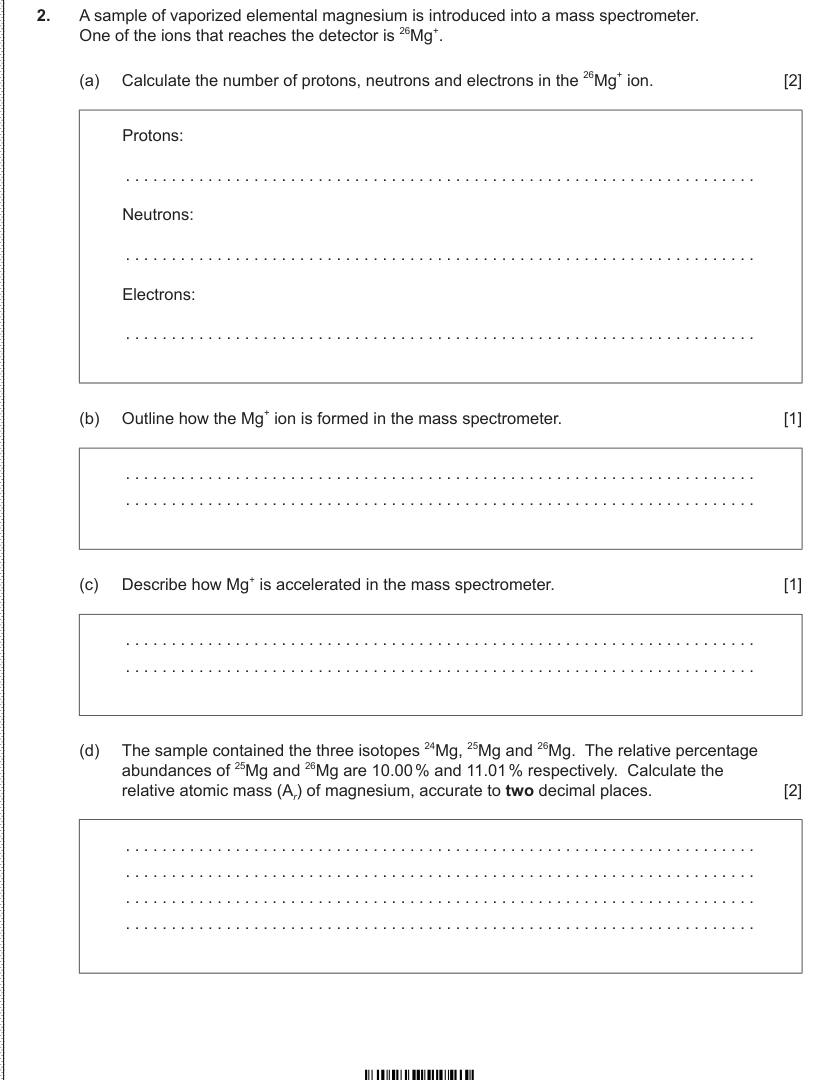 2. A sample of vaporized elemental magnesium is introduced into a mass spectrometer.
One of the ions that reaches the detector is ²⁶Mg⁺.
(a) Calculate the number of protons, neutrons and electrons in the ²⁶Mg⁺ ion. [2]
Protons:
Neutrons:
Electrons:
(b) Outline how the Mg⁺ ion is formed in the mass spectrometer. [1]
(c) Describe how Mg⁺ is accelerated in the mass spectrometer. [1]
(d) The sample contained the three isotopes ²⁴Mg, ²⁵Mg and ²⁶Mg. The relative percentage
abundances of ²⁵Mg and ²⁶Mg are 10.00 % and 11.01 % respectively. Calculate the
relative atomic mass (Aᵣ) of magnesium, accurate to two decimal places. [2]